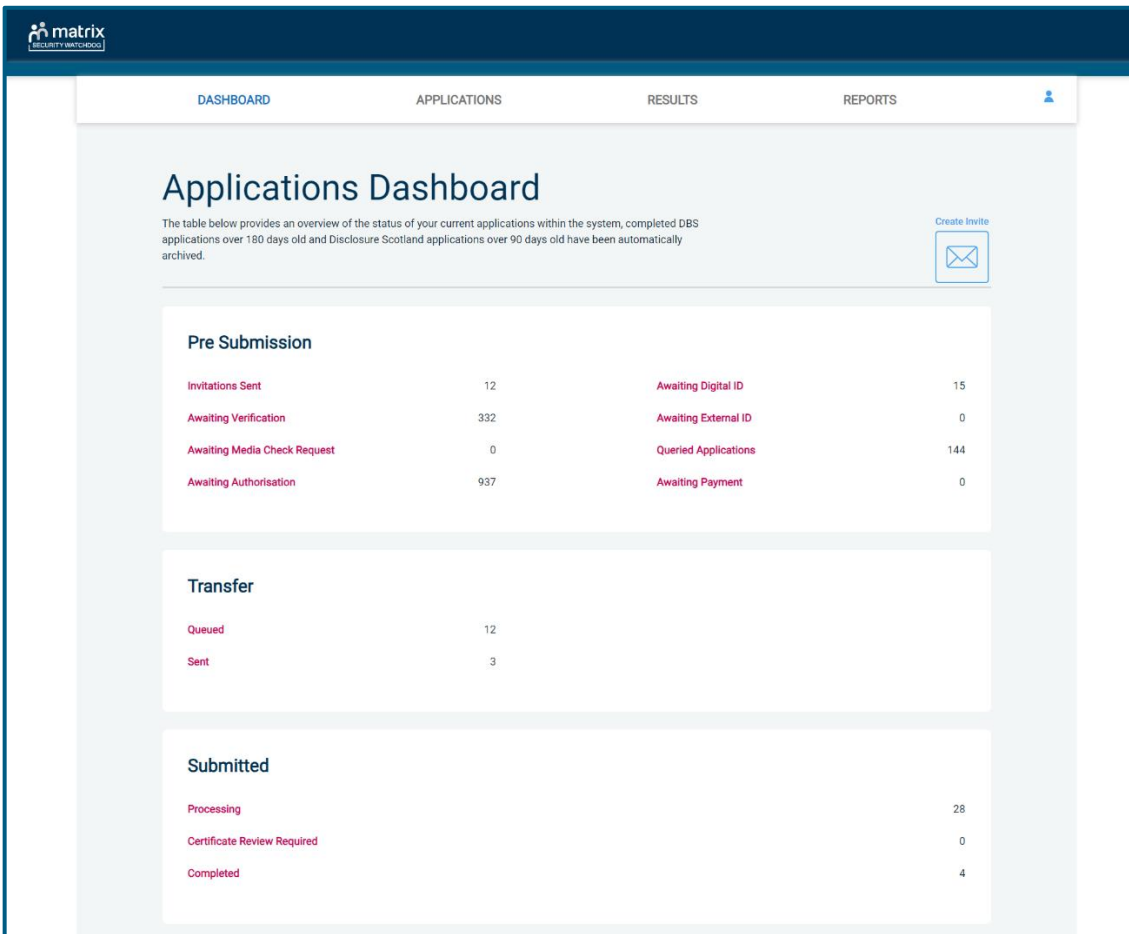 matrix
SECURITY WATCHDOG
DASHBOARD APPLICATIONS RESULTS REPORTS
Applications Dashboard
The table below provides an overview of the status of your current applications within the system, completed DBS
applications over 180 days old and Disclosure Scotland applications over 90 days old have been automatically
archived.
Create Invite
Pre Submission
Invitations Sent 12 Awaiting Digital ID 15
Awaiting Verification 332 Awaiting External ID 0
Awaiting Media Check Request 0 Queried Applications 144
Awaiting Authorisation 937 Awaiting Payment 0
Transfer
Queued 12
Sent 3
Submitted
Processing 28
Certificate Review Required 0
Completed 4